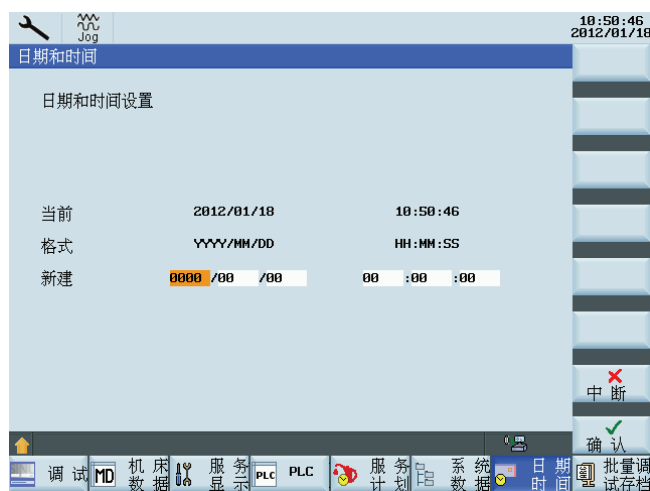 Jog
10:50:46
2012/01/18
日期和时间
日期和时间设置
当前 2012/01/18 10:50:46
格式 YYYY/MM/DD HH:MM:SS
新建 0000 /00 /00 00 :00 :00
中断
确认
调试 MD 机床数据 服务显示 PLC PLC 服务计划 系统数据 日期时间 批量调试存档